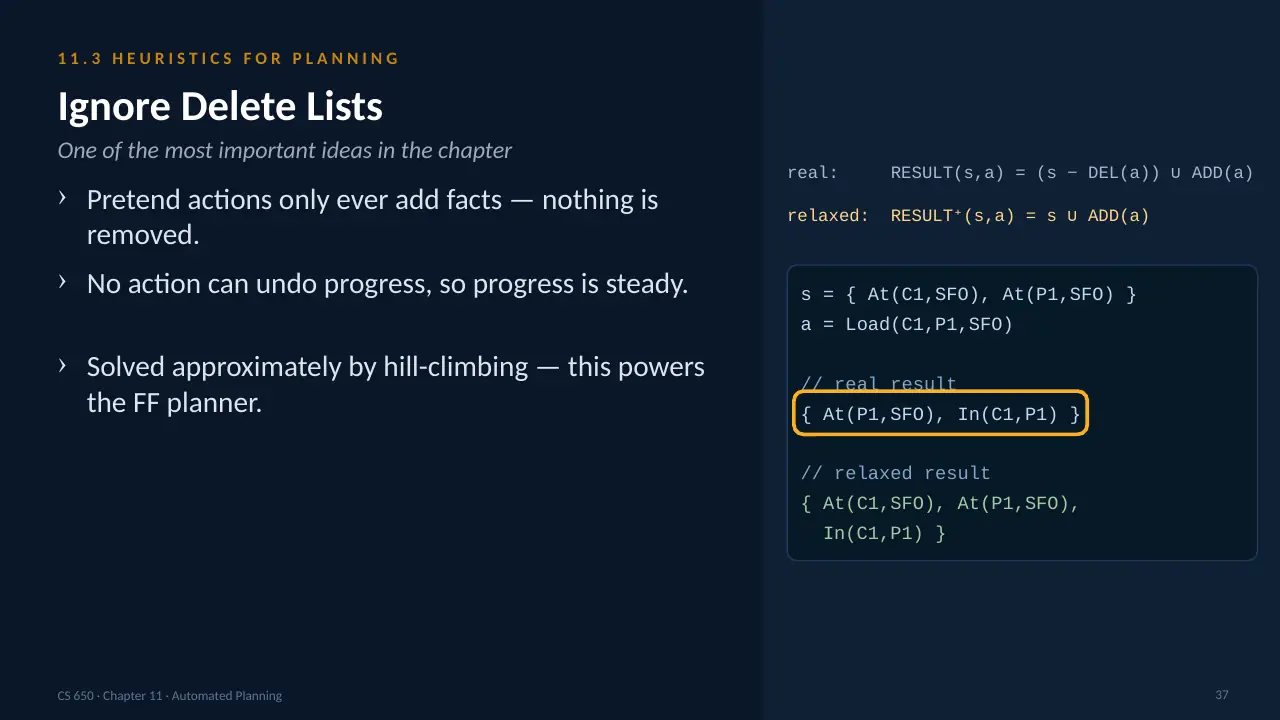 11.3 HEURISTICS FOR PLANNING
Ignore Delete Lists
One of the most important ideas in the chapter
› Pretend actions only ever add facts — nothing is
removed.
› No action can undo progress, so progress is steady.
› Solved approximately by hill-climbing — this powers
the FF planner.
real: RESULT(s,a) = (s − DEL(a)) ∪ ADD(a)
relaxed: RESULT⁺(s,a) = s ∪ ADD(a)
s = { At(C1,SFO), At(P1,SFO) }
a = Load(C1,P1,SFO)
// real result
{ At(P1,SFO), In(C1,P1) }
// relaxed result
{ At(C1,SFO), At(P1,SFO),
In(C1,P1) }
CS 650 · Chapter 11 · Automated Planning
37